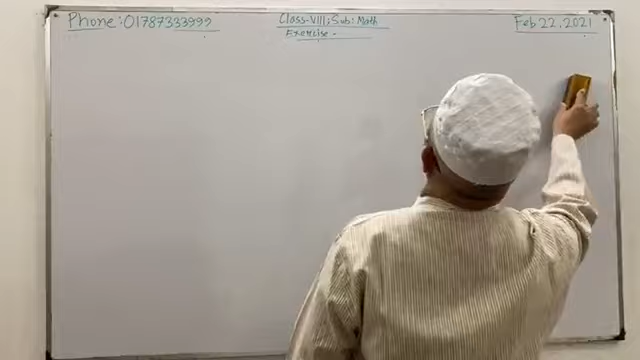 Phone: 01787333999
Class-VIII; Sub: Math
Exercise -
Feb 22, 2021